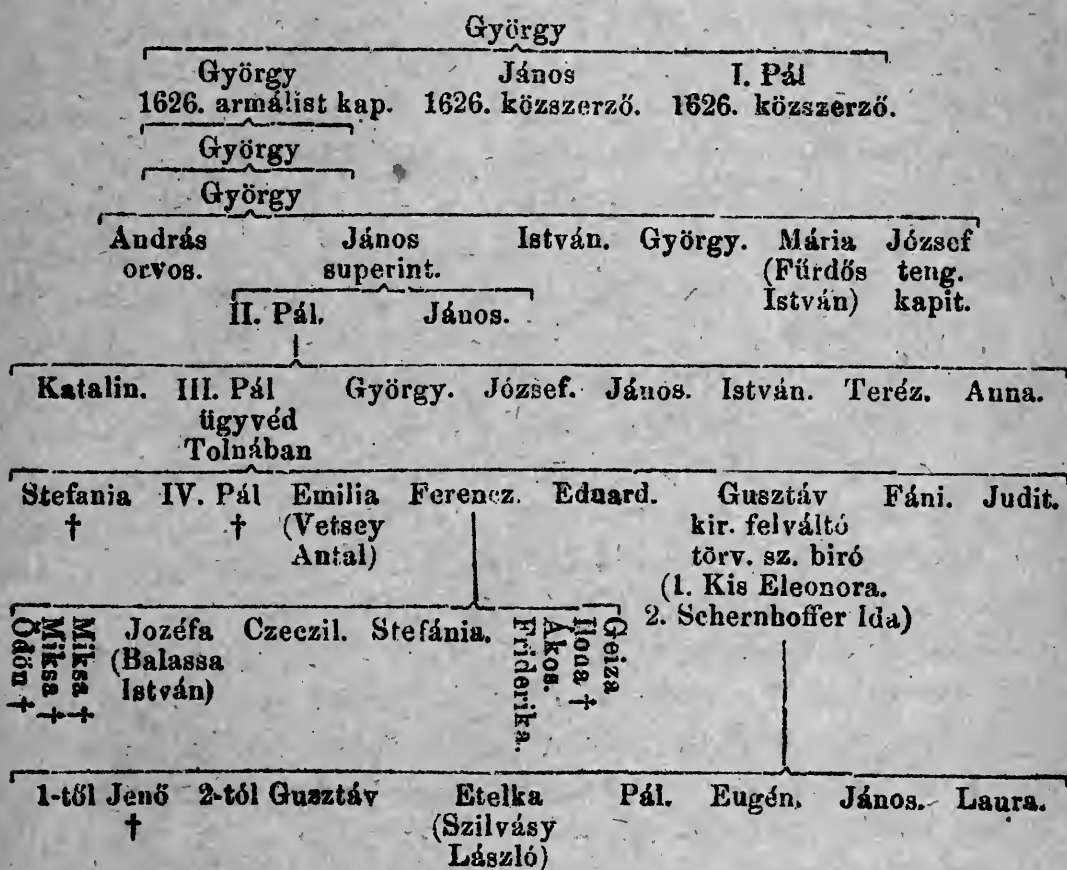 György
György János I. Pál
1626. armálist kap. 1626. közszerző. 1626. közszerző.
György
György
András János István. György. Mária József
orvos. superint. (Fürdős teng.
István) kapit.
II. Pál. János.
Katalin. III. Pál György. József. János. István. Teréz. Anna.
ügyvéd
Tolnában
Stefania IV. Pál Emilia Ferencz. Eduard. Gusztáv Fáni. Judit.
† † (Vetsey kir. felváltó
Antal) törv. sz. biró
(1. Kis Eleonora.
2. Schernhoffer Ida)
Ödön †
Miksa †
Miksa †
Jozéfa Czeczil. Stefánia.
(Balassa
István)
Friderika.
Ákos.
Ilona †
Geiza
1-től Jenő 2-tól Gusztáv Etelka Pál. Eugén. János. Laura.
† (Szilvásy
László)